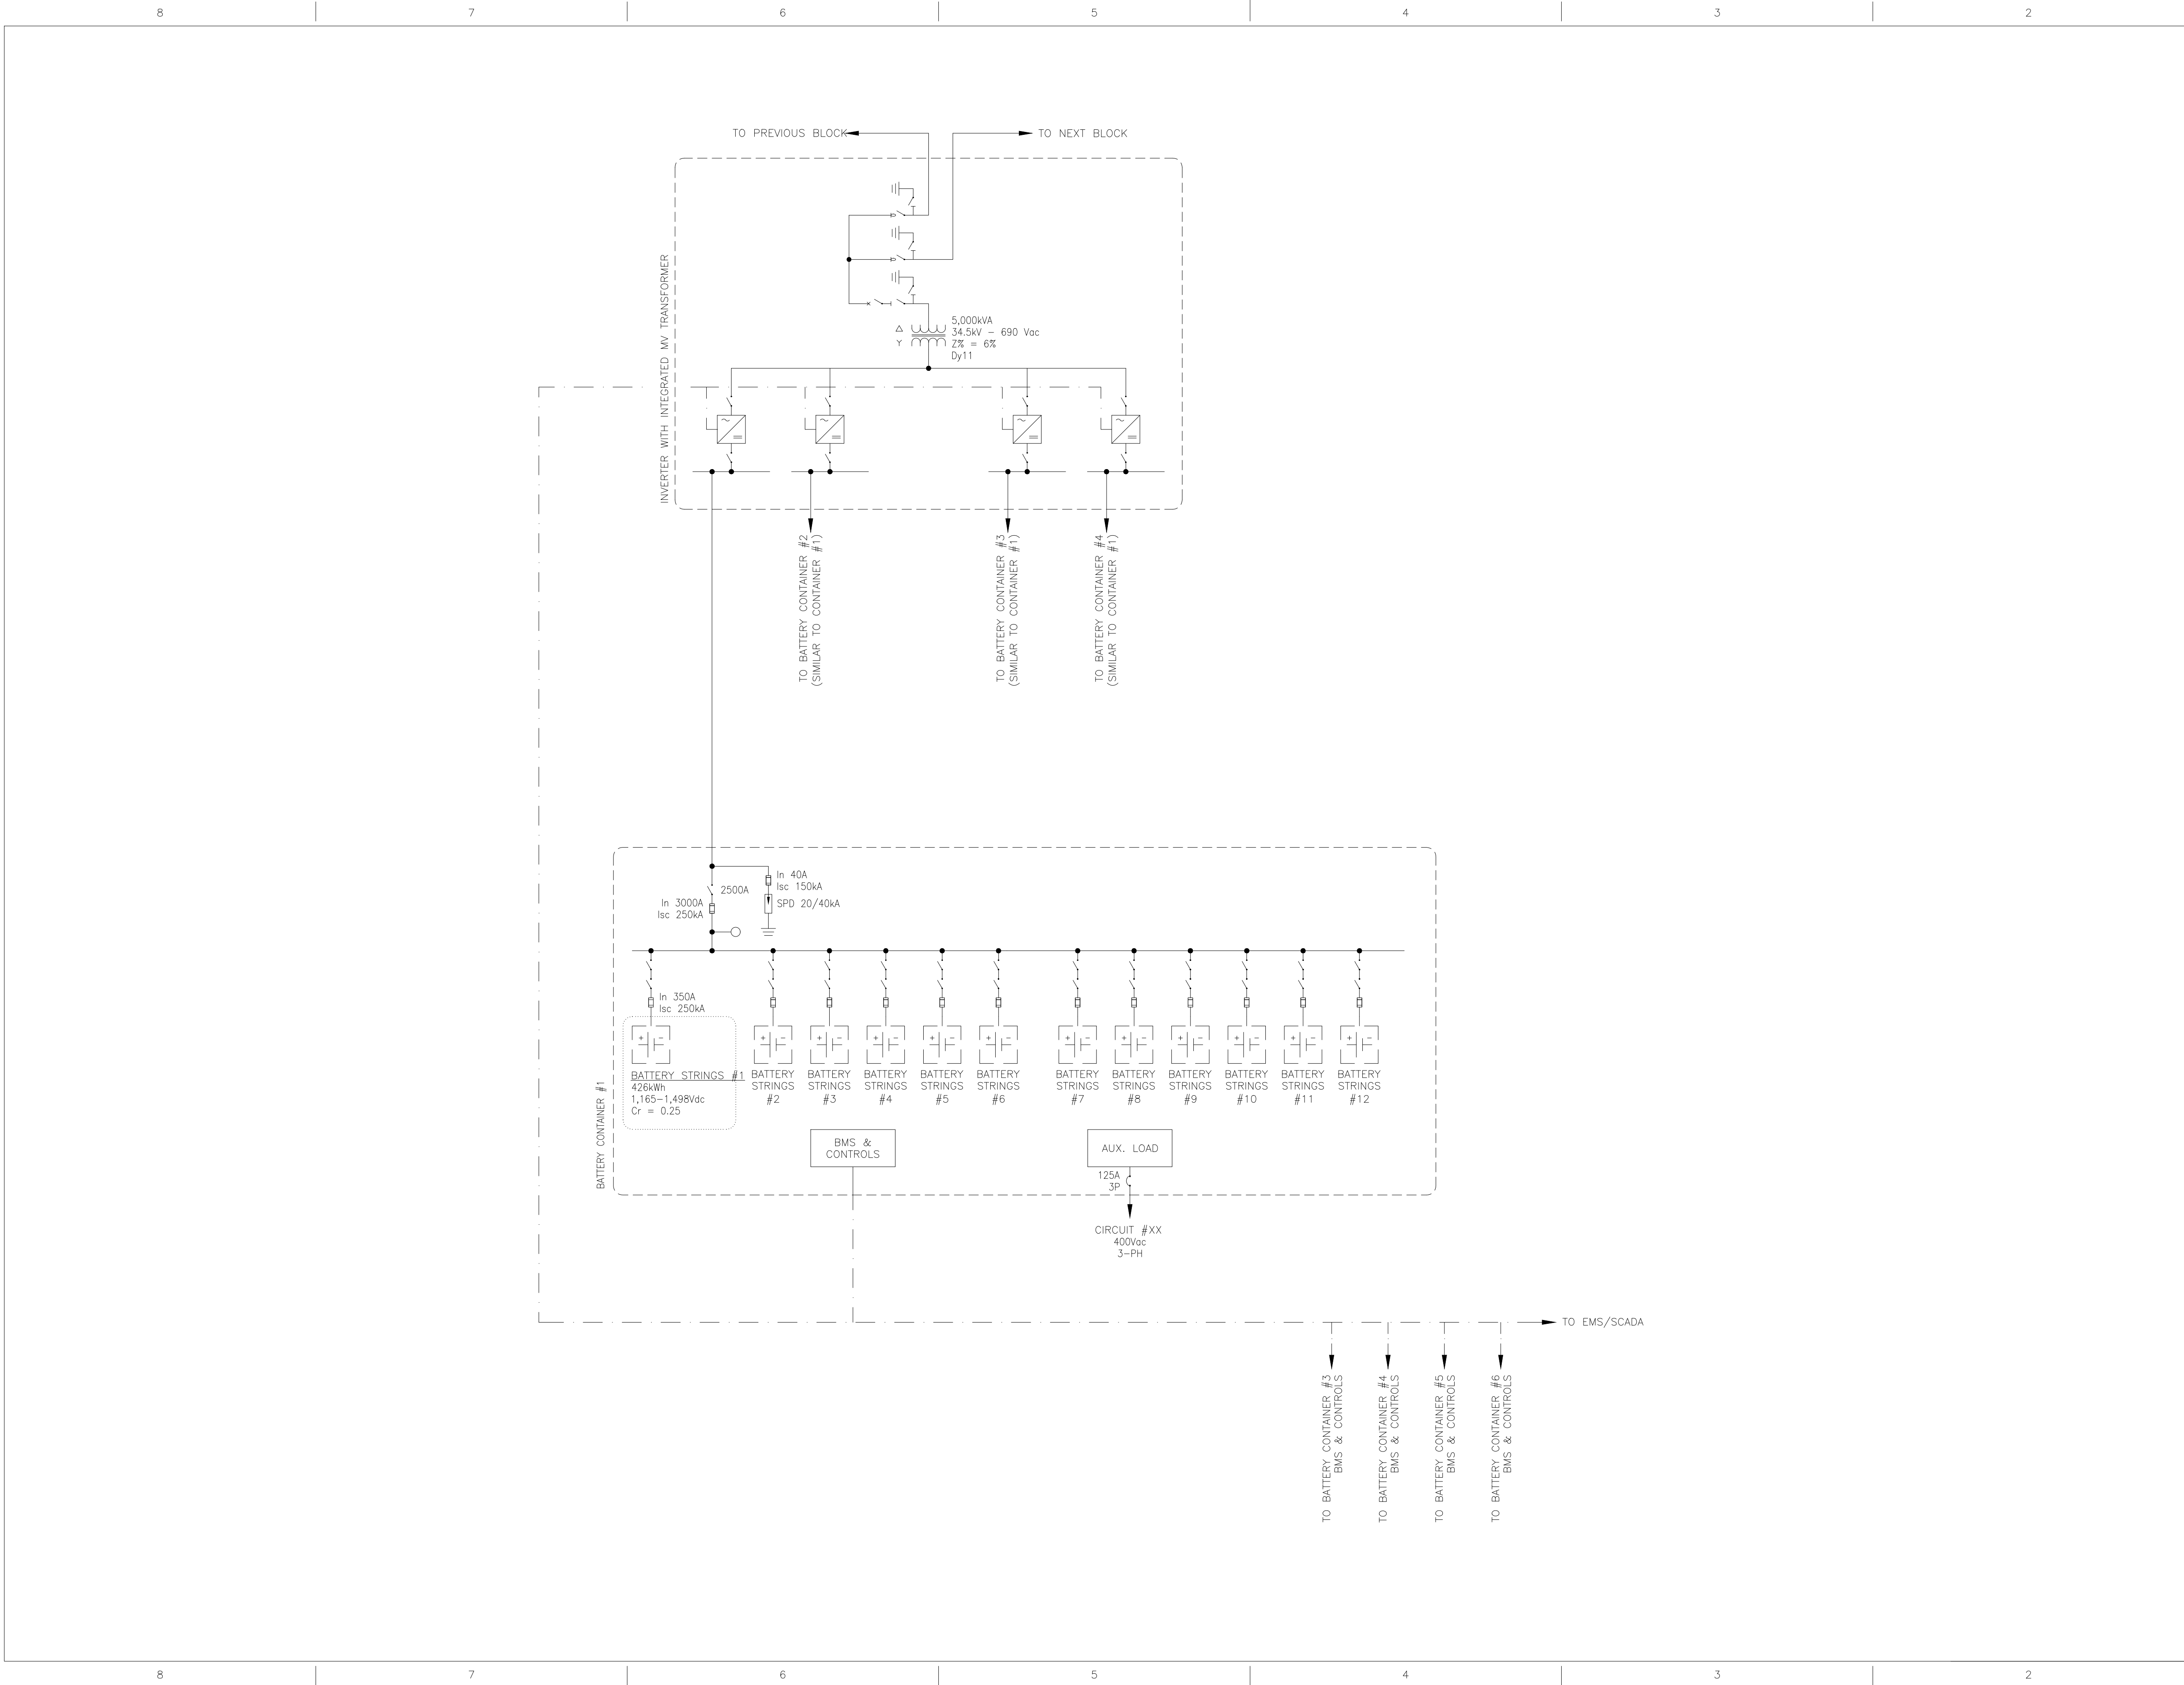 8 7 6 5 4 3 2
TO PREVIOUS BLOCK
TO NEXT BLOCK
INVERTER WITH INTEGRATED MV TRANSFORMER
5,000kVA
34.5kV - 690 Vac
Z% = 6%
Dy11
TO BATTERY CONTAINER #2
(SIMILAR TO CONTAINER #1)
TO BATTERY CONTAINER #3
(SIMILAR TO CONTAINER #1)
TO BATTERY CONTAINER #4
(SIMILAR TO CONTAINER #1)
BATTERY CONTAINER #1
In 40A
Isc 150kA
2500A
In 3000A
Isc 250kA
SPD 20/40kA
In 350A
Isc 250kA
+ -
BATTERY STRINGS #1
426kWh
1,165-1,498Vdc
Cr = 0.25
+ -
BATTERY
STRINGS
#2
+ -
BATTERY
STRINGS
#3
+ -
BATTERY
STRINGS
#4
+ -
BATTERY
STRINGS
#5
+ -
BATTERY
STRINGS
#6
+ -
BATTERY
STRINGS
#7
+ -
BATTERY
STRINGS
#8
+ -
BATTERY
STRINGS
#9
+ -
BATTERY
STRINGS
#10
+ -
BATTERY
STRINGS
#11
+ -
BATTERY
STRINGS
#12
BMS &
CONTROLS
AUX. LOAD
125A
3P
CIRCUIT #XX
400Vac
3-PH
TO EMS/SCADA
TO BATTERY CONTAINER #3
BMS & CONTROLS
TO BATTERY CONTAINER #4
BMS & CONTROLS
TO BATTERY CONTAINER #5
BMS & CONTROLS
TO BATTERY CONTAINER #6
BMS & CONTROLS
8 7 6 5 4 3 2